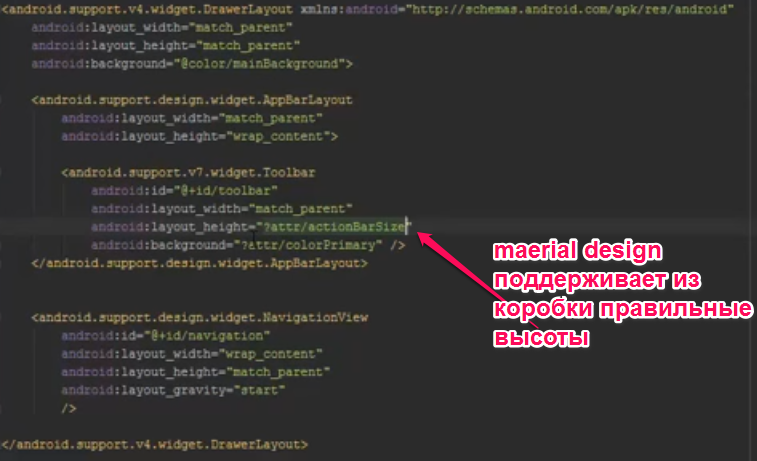 <android.support.v4.widget.DrawerLayout xmlns:android="http://schemas.android.com/apk/res/android"
android:layout_width="match_parent"
android:layout_height="match_parent"
android:background="@color/mainBackground">
<android.support.design.widget.AppBarLayout
android:layout_width="match_parent"
android:layout_height="wrap_content">
<android.support.v7.widget.Toolbar
android:id="@+id/toolbar"
android:layout_width="match_parent"
android:layout_height="?attr/actionBarSize"
android:background="?attr/colorPrimary" />
</android.support.design.widget.AppBarLayout>
maerial design
поддерживает из
коробки правильные
высоты
<android.support.design.widget.NavigationView
android:id="@+id/navigation"
android:layout_width="wrap_content"
android:layout_height="match_parent"
android:layout_gravity="start"
/>
</android.support.v4.widget.DrawerLayout>